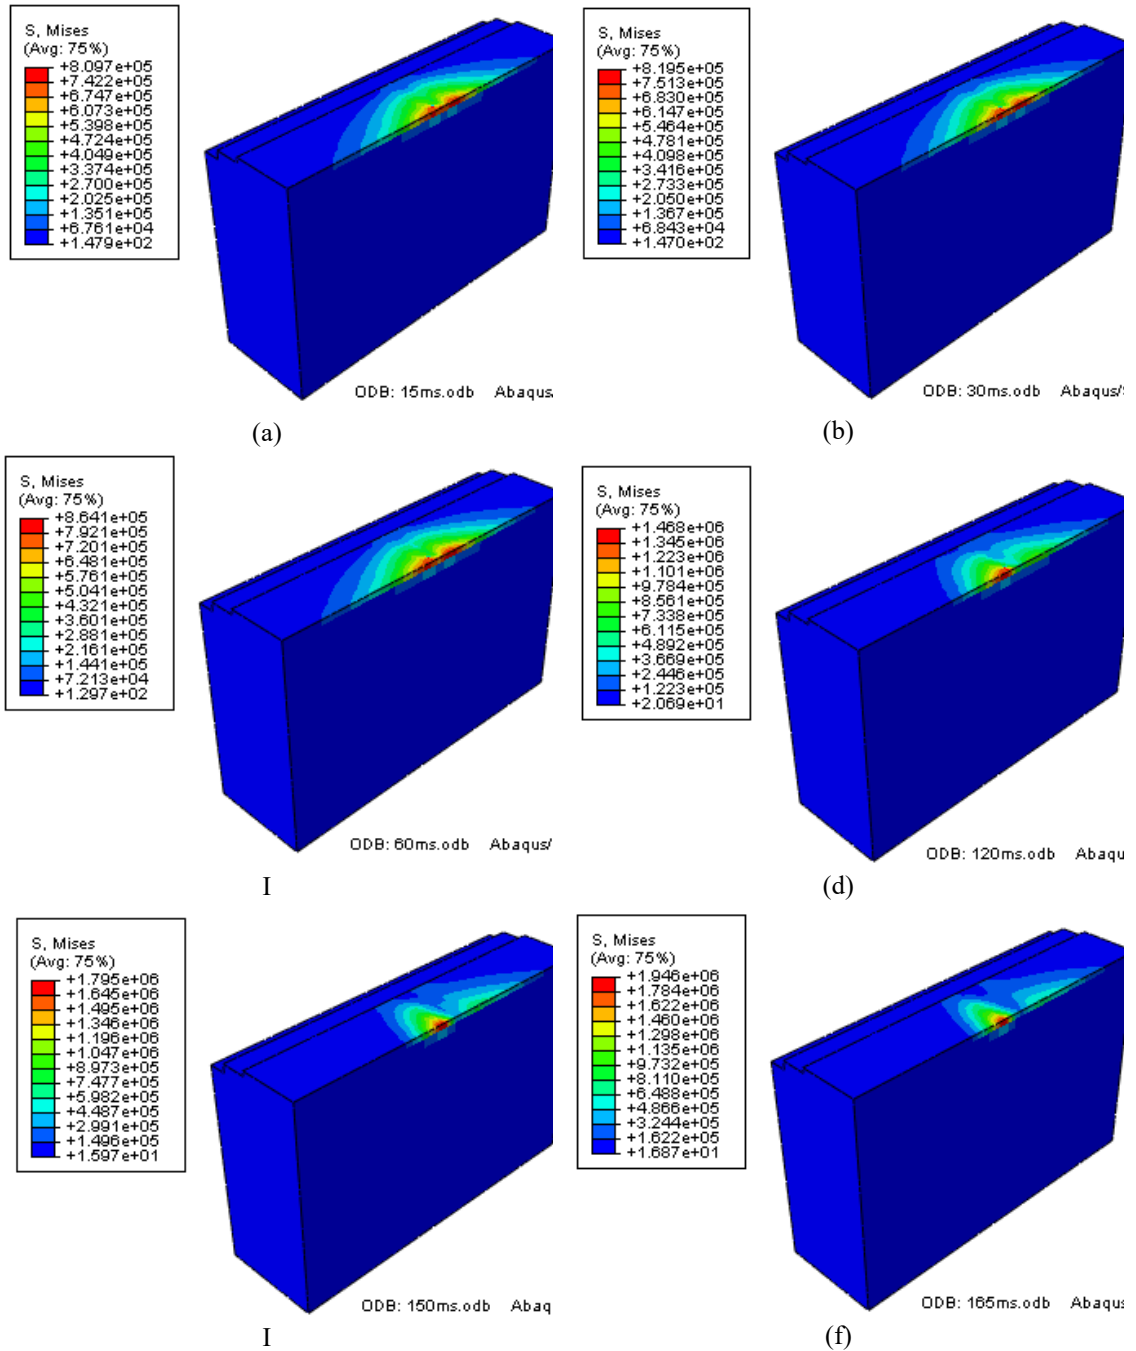 S, Mises
(Avg: 75%)
+8.097e+05
+7.422e+05
+6.747e+05
+6.073e+05
+5.398e+05
+4.724e+05
+4.049e+05
+3.374e+05
+2.700e+05
+2.025e+05
+1.351e+05
+6.761e+04
+1.479e+02
ODB: 15ms.odb Abaqus/
(a)
S, Mises
(Avg: 75%)
+8.195e+05
+7.513e+05
+6.830e+05
+6.147e+05
+5.464e+05
+4.781e+05
+4.098e+05
+3.416e+05
+2.733e+05
+2.050e+05
+1.367e+05
+6.843e+04
+1.470e+02
ODB: 30ms.odb Abaqus/S
(b)
S, Mises
(Avg: 75%)
+8.641e+05
+7.921e+05
+7.201e+05
+6.481e+05
+5.761e+05
+5.041e+05
+4.321e+05
+3.601e+05
+2.881e+05
+2.161e+05
+1.441e+05
+7.213e+04
+1.297e+02
ODB: 60ms.odb Abaqus/
I
S, Mises
(Avg: 75%)
+1.468e+06
+1.345e+06
+1.223e+06
+1.101e+06
+9.784e+05
+8.561e+05
+7.338e+05
+6.115e+05
+4.892e+05
+3.669e+05
+2.446e+05
+1.223e+05
+2.069e+01
ODB: 120ms.odb Abaqu
(d)
S, Mises
(Avg: 75%)
+1.795e+06
+1.645e+06
+1.495e+06
+1.346e+06
+1.196e+06
+1.047e+06
+8.973e+05
+7.477e+05
+5.982e+05
+4.487e+05
+2.991e+05
+1.496e+05
+1.597e+01
ODB: 150ms.odb Abaq
I
S, Mises
(Avg: 75%)
+1.946e+06
+1.784e+06
+1.622e+06
+1.460e+06
+1.298e+06
+1.135e+06
+9.732e+05
+8.110e+05
+6.488e+05
+4.866e+05
+3.244e+05
+1.622e+05
+1.687e+01
ODB: 165ms.odb Abaqus
(f)